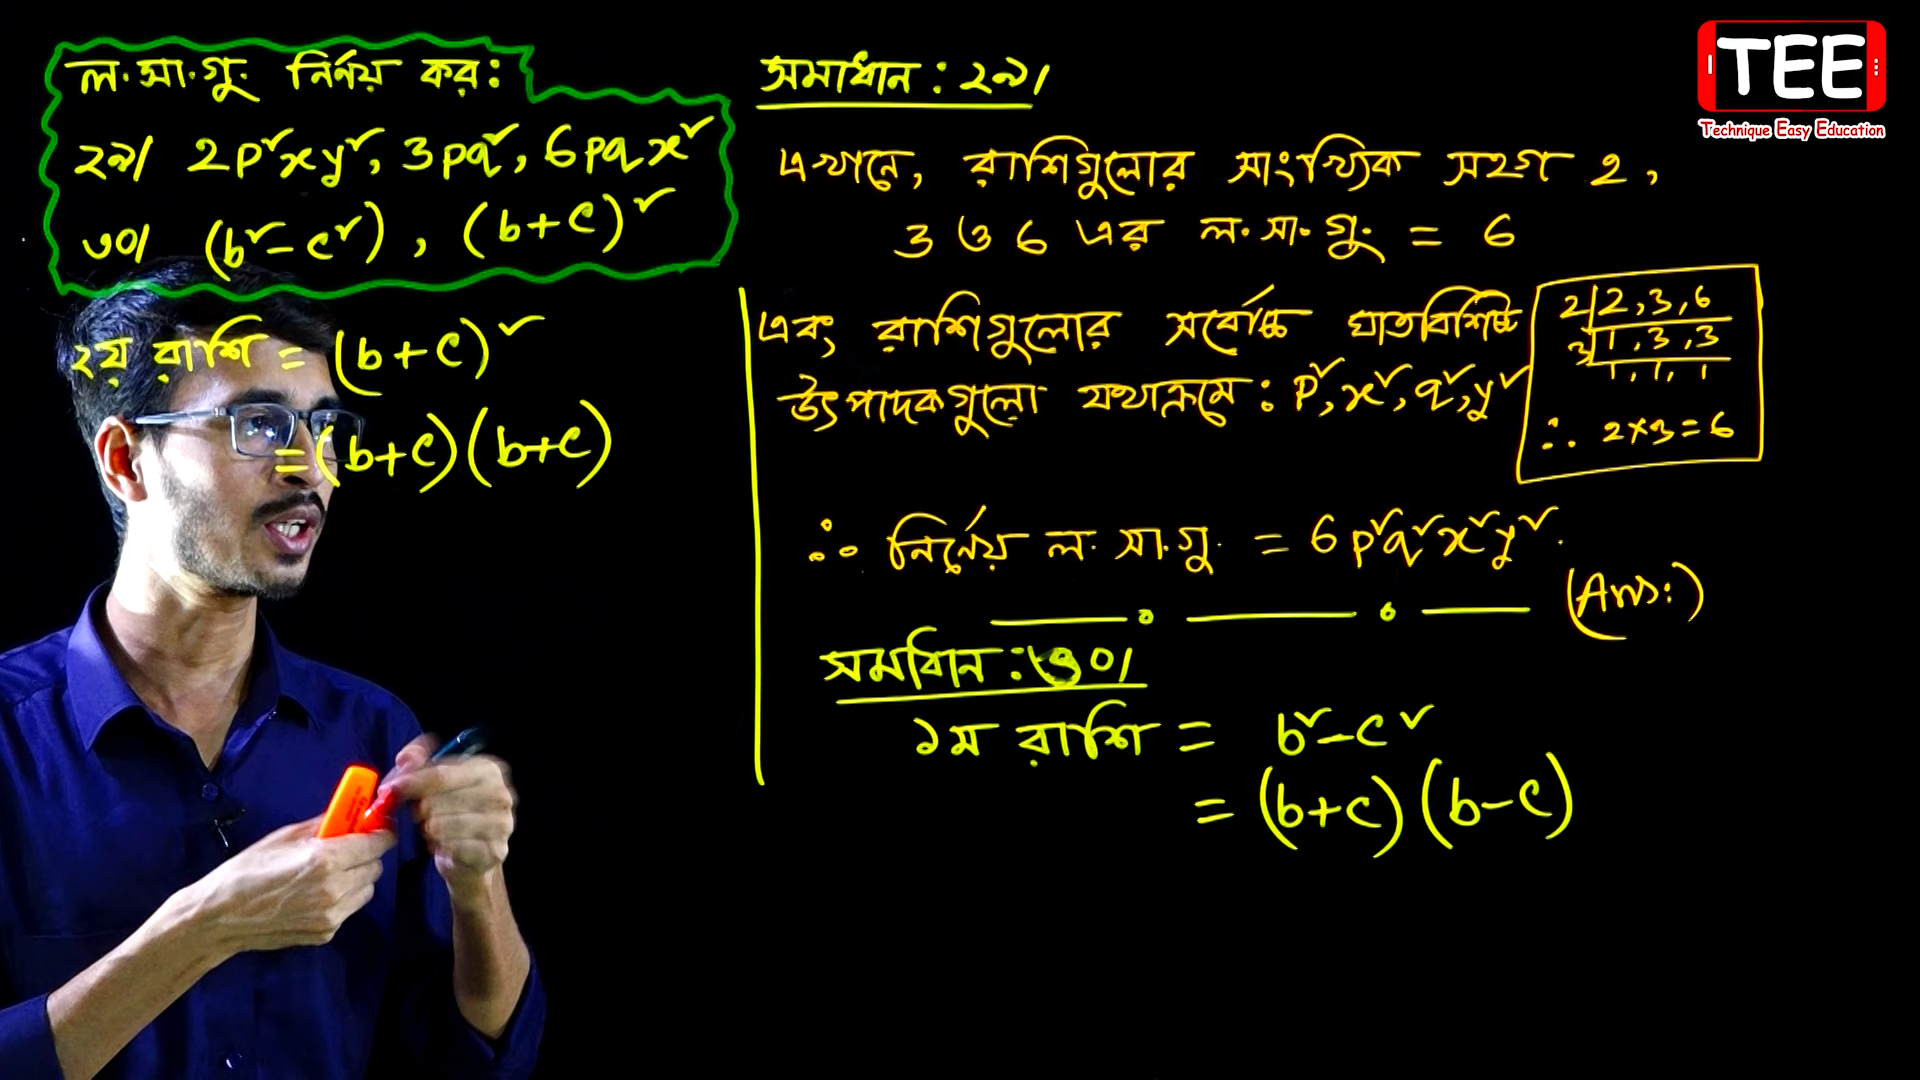 ল.সা.গু. নির্ণয় কর:
২৯। 2p²xy², 3pq², 6pqx²
৩০। (b²-c²), (b+c)²
২য় রাশি = (b+c)²
=(b+c)(b+c)
সমাধান : ২৯।
এখানে, রাশিগুলোর সাংখ্যিক সহগ 2,
3 ও 6 এর ল.সা.গু. = 6
এবং রাশিগুলোর সর্বোচ্চ ঘাতবিশিষ্ট
উৎপাদকগুলো যথাক্রমে: p², x², q², y²
2|2,3,6
3|1,3,3
1,1,1
∴ 2×3=6
∴ নির্ণেয় ল.সা.গু. = 6p²q²x²y².
(Ans:)
সমাধান : ৩০।
১ম রাশি = b²-c²
= (b+c)(b-c)
TEE
Technique Easy Education